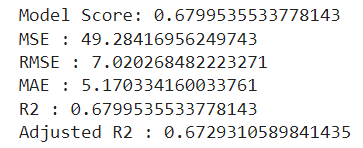 Model Score: 0.6799535533778143
MSE : 49.28416956249743
RMSE : 7.020268482223271
MAE : 5.170334160033761
R2 : 0.6799535533778143
Adjusted R2 : 0.6729310589841435